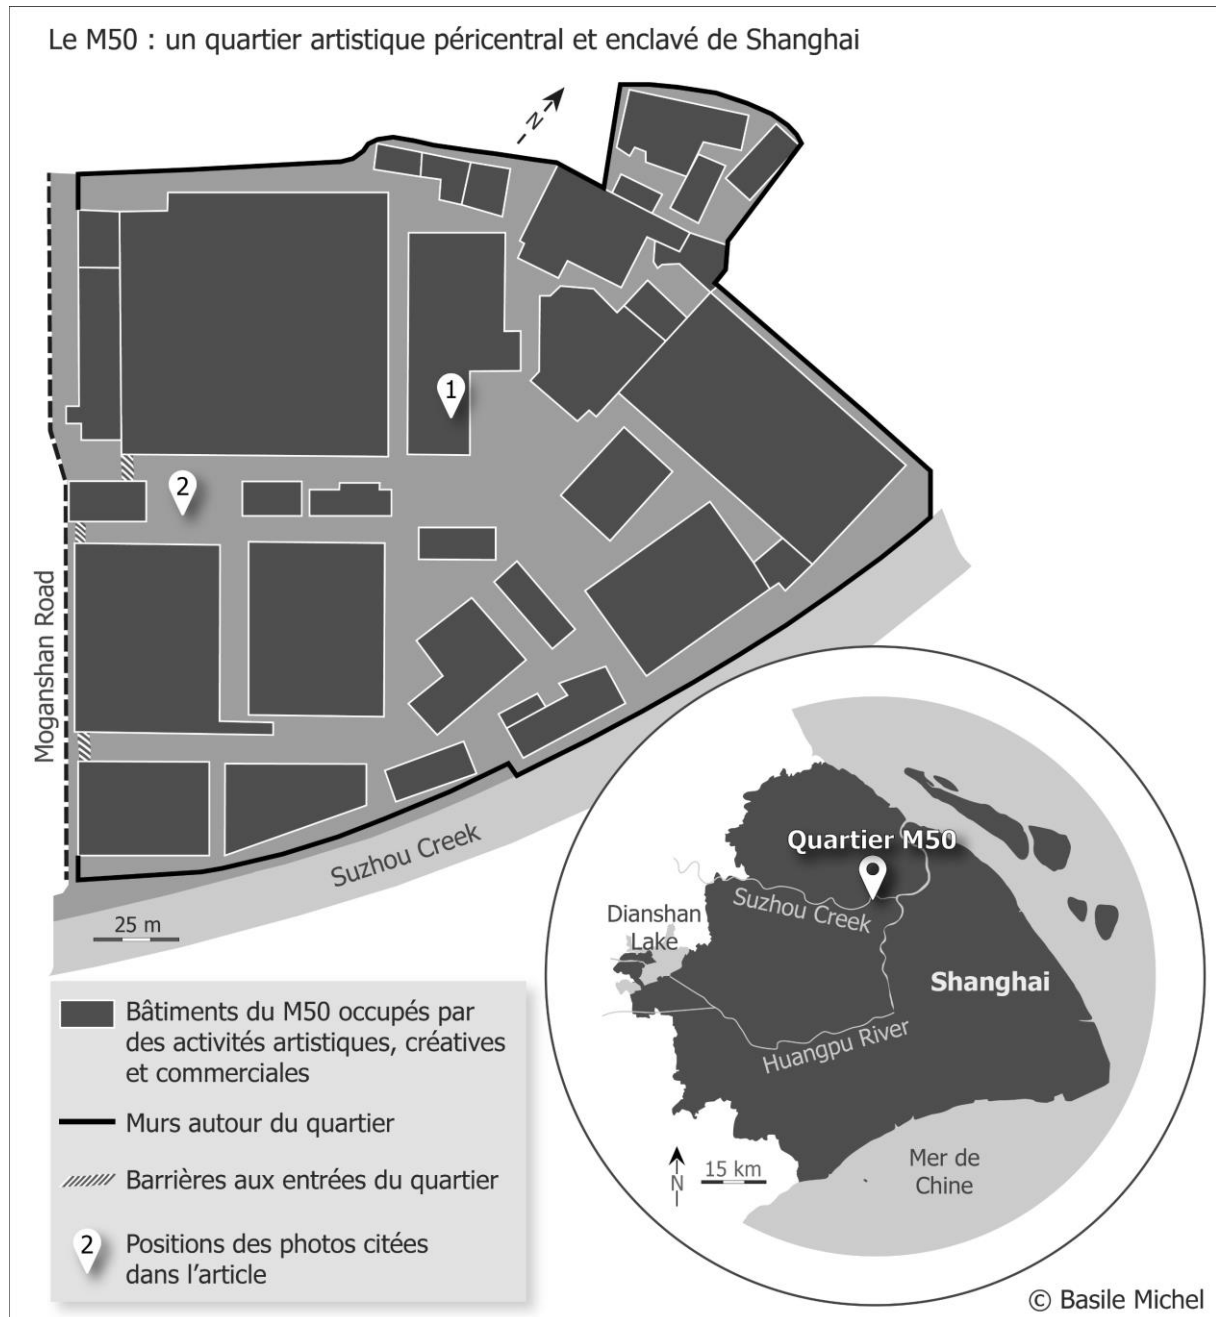 Le M50 : un quartier artistique péricentral et enclavé de Shanghai
N
1
2
Moganshan Road
Suzhou Creek
25 m
Quartier M50
Suzhou Creek
Dianshan
Lake
Shanghai
Huangpu River
N
15 km
Mer de
Chine
Bâtiments du M50 occupés par
des activités artistiques, créatives
et commerciales
Murs autour du quartier
Barrières aux entrées du quartier
2
Positions des photos citées
dans l'article
© Basile Michel